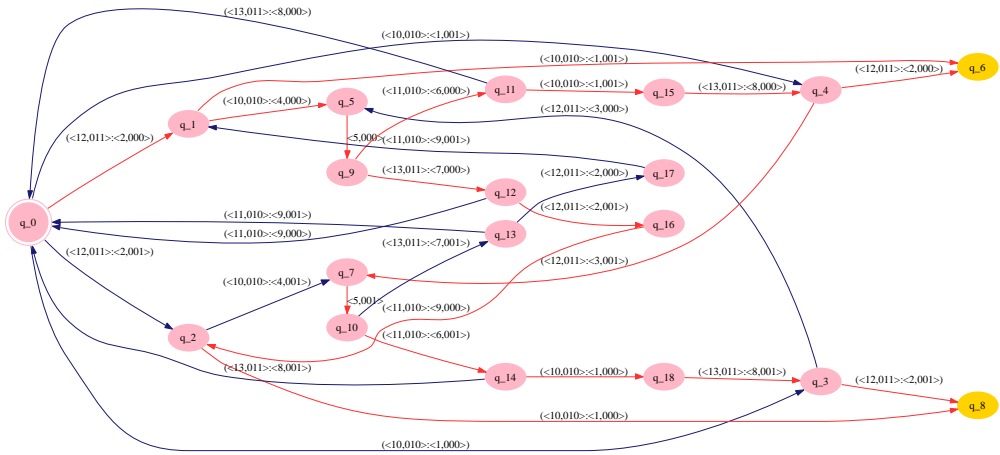 (<13,011>:<8,000>)
(<10,010>:<1,001>)
(<10,010>:<1,001>)
q_6
(<12,011>:<2,000>)
q_11
(<11,010>:<6,000>)
(<10,010>:<1,001>)
q_15
(<13,011>:<8,000>)
q_4
(<10,010>:<4,000>)
q_5
(<12,011>:<3,000>)
q_1
(<12,011>:<2,000>)
<5,000>
(<11,010>:<9,001>)
q_9
(<13,011>:<7,000>)
(<12,011>:<2,000>)
q_17
q_12
(<12,011>:<2,001>)
q_0
(<11,010>:<9,001>)
q_16
(<11,010>:<9,000>)
q_13
(<13,011>:<7,001>)
(<12,011>:<2,001>)
(<12,011>:<3,001>)
q_7
(<10,010>:<4,001>)
<5,001>
(<11,010>:<9,000>)
q_10
q_2
(<11,010>:<6,001>)
(<13,011>:<8,001>)
q_14
(<10,010>:<1,000>)
q_18
(<13,011>:<8,001>)
q_3
(<12,011>:<2,001>)
q_8
(<10,010>:<1,000>)
(<10,010>:<1,000>)